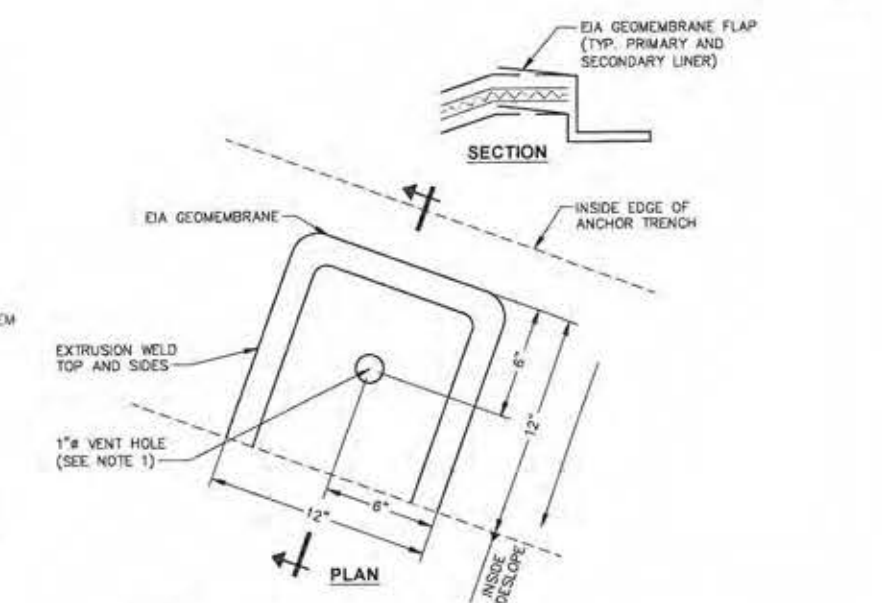 EIA GEOMEMBRANE FLAP
(TYP. PRIMARY AND
SECONDARY LINER)
SECTION
INSIDE EDGE OF
ANCHOR TRENCH
EIA GEOMEMBRANE
EM
EXTRUSION WELD
TOP AND SIDES
6"
12"
1"ø VENT HOLE
(SEE NOTE 1)
6"
12"
PLAN
INSIDE
DESLOPE